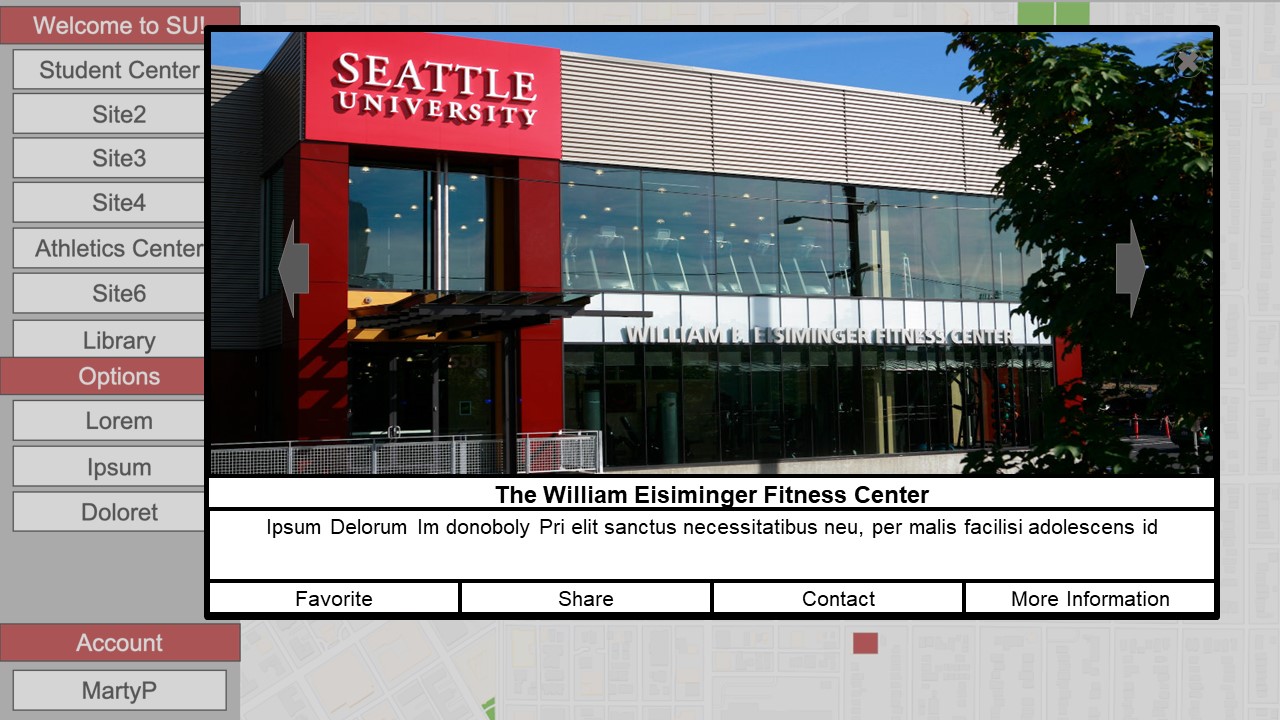 Welcome to SU!
Student Center
Site2
Site3
Site4
Athletics Center
Site6
Library
Options
Lorem
Ipsum
Doloret
Account
MartyP
SEATTLE
UNIVERSITY
WILLIAM F. EISIMINGER FITNESS CENTER
The William Eisiminger Fitness Center
Ipsum Delorum Im donoboly Pri elit sanctus necessitatibus neu, per malis facilisi adolescens id
Favorite
Share
Contact
More Information